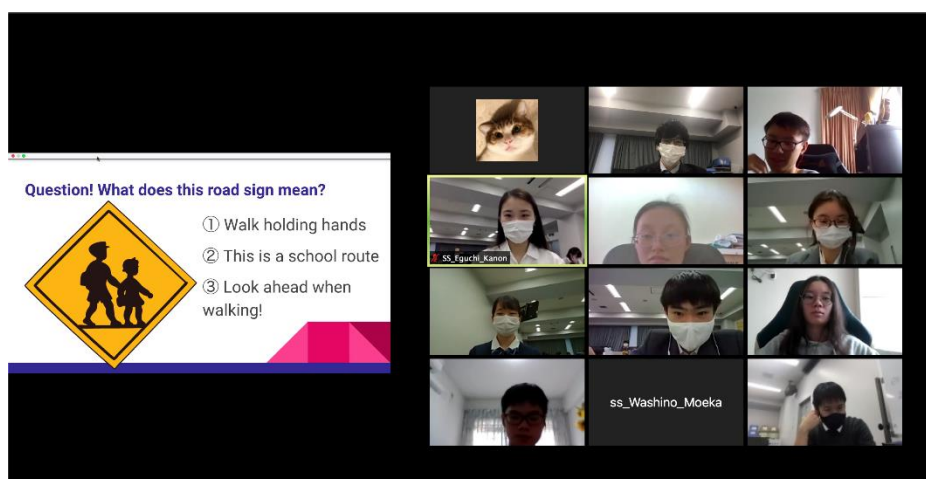 Question! What does this road sign mean?
① Walk holding hands
② This is a school route
③ Look ahead when
walking!
SS_Eguchi_Kanon
ss_Washino_Moeka